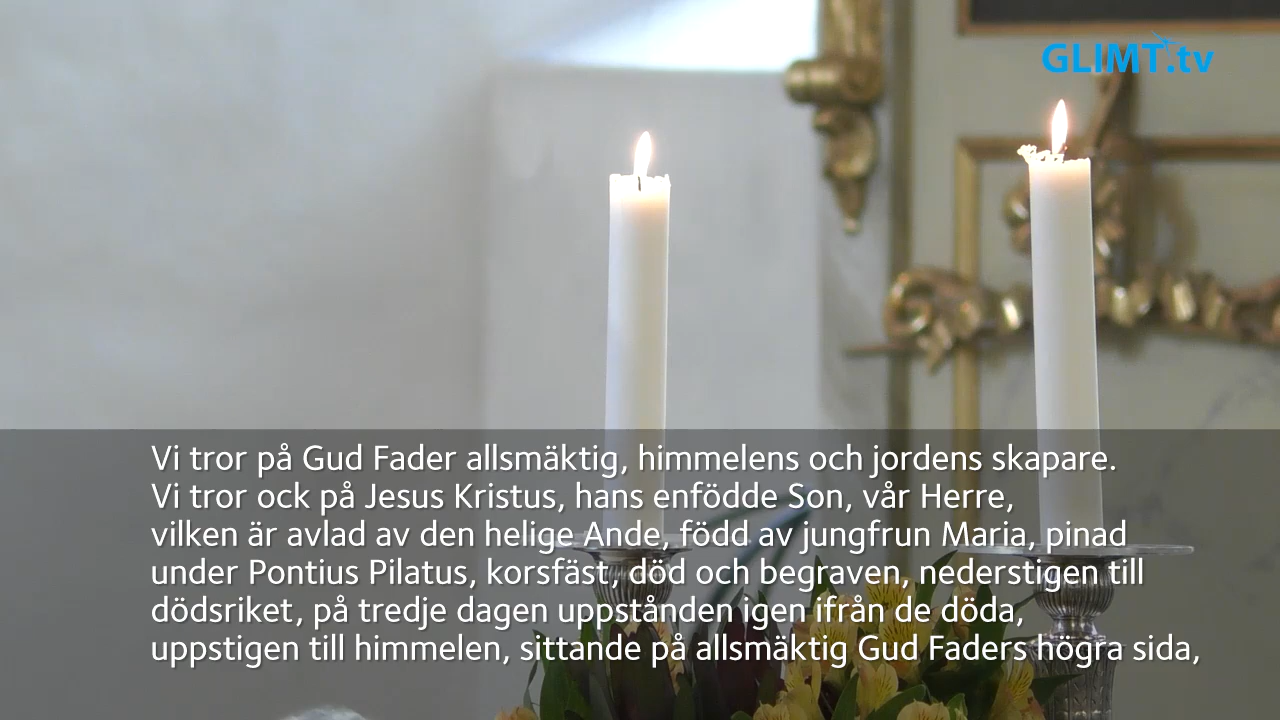 GLIMT.tv
Vi tror på Gud Fader allsmäktig, himmelens och jordens skapare.
Vi tror ock på Jesus Kristus, hans enfödde Son, vår Herre,
vilken är avlad av den helige Ande, född av jungfrun Maria, pinad
under Pontius Pilatus, korsfäst, död och begraven, nederstigen till
dödsriket, på tredje dagen uppstånden igen ifrån de döda,
uppstigen till himmelen, sittande på allsmäktig Gud Faders högra sida,